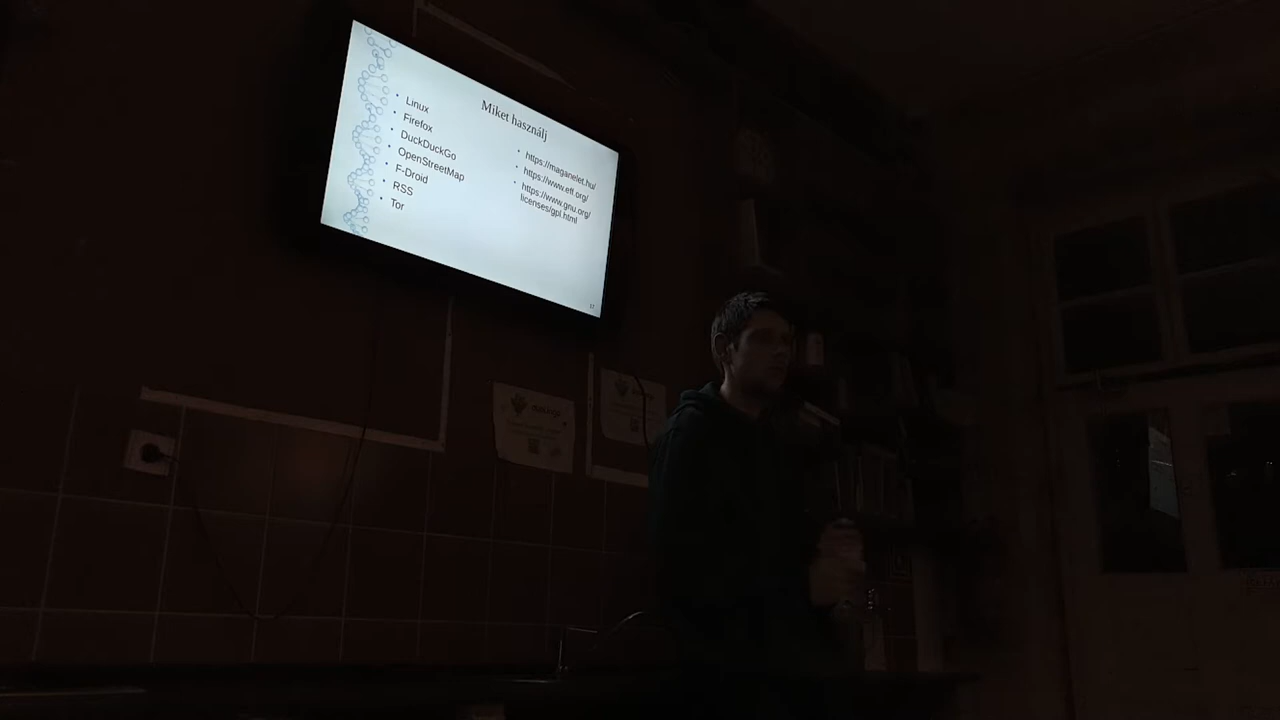 Miket használj
Linux
Firefox
DuckDuckGo
OpenStreetMap
F-Droid
RSS
Tor
https://maganelet.hu/
https://www.eff.org/
https://www.gnu.org/
licenses/gpl.html